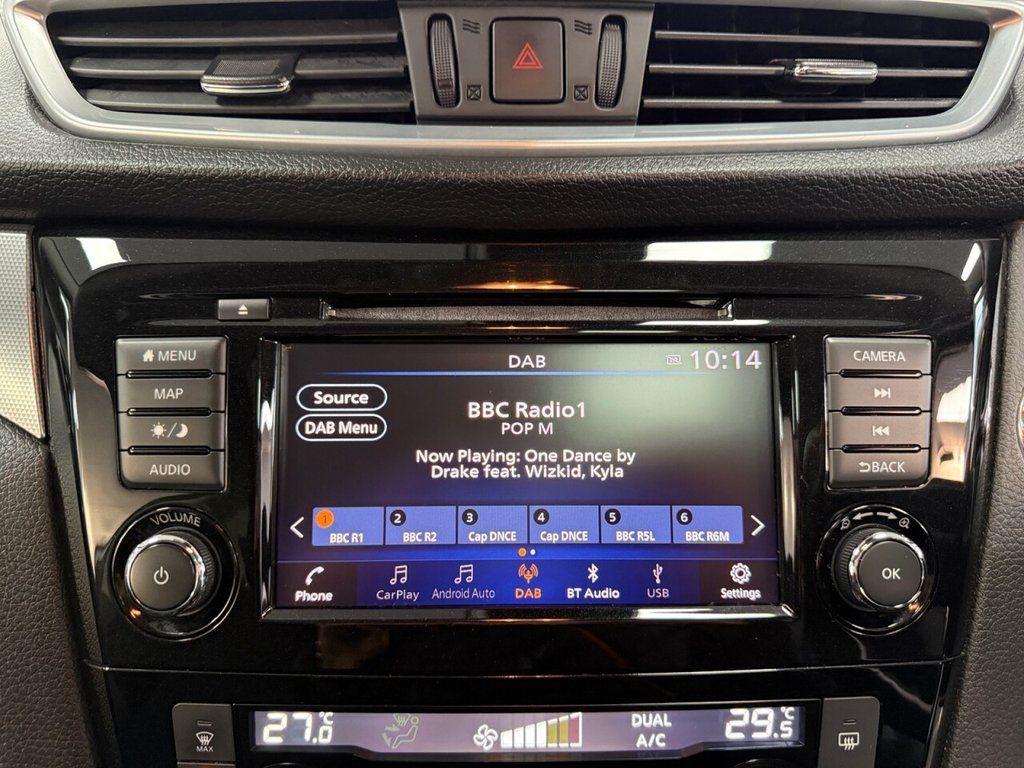 DAB
10:14
MENU
MAP
AUDIO
VOLUME
CAMERA
BACK
OK
Source
DAB Menu
BBC Radio1
POP M
Now Playing: One Dance by
Drake feat. Wizkid, Kyla
1 2 3 4 5 6
BBC R1 BBC R2 Cap DNCE Cap DNCE BBC R5L BBC R6M
Phone CarPlay Android Auto DAB BT Audio USB Settings
27.0°C
DUAL
A/C
29.5°C
MAX